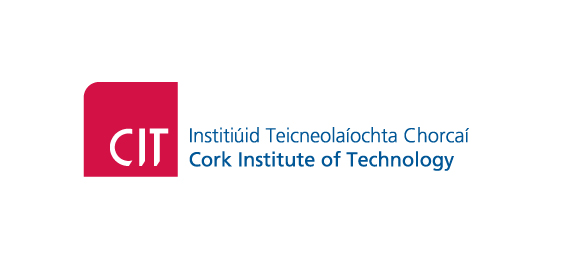 CIT
Institiúid Teicneolaíochta Chorcaí
Cork Institute of Technology